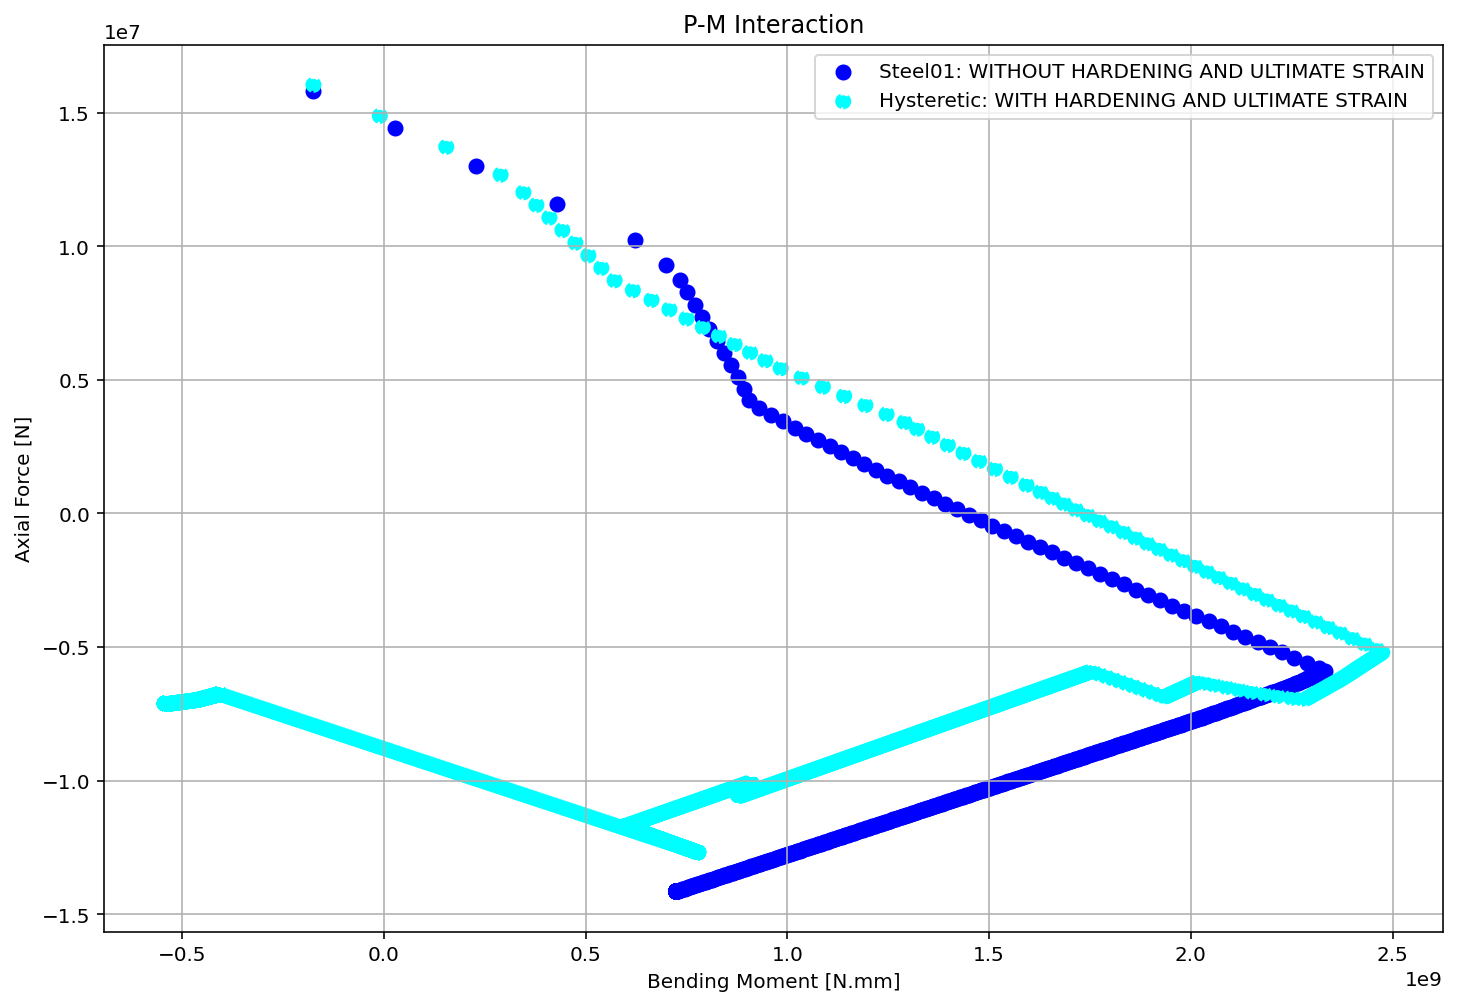 P-M Interaction
1e7
Steel01: WITHOUT HARDENING AND ULTIMATE STRAIN
Hysteretic: WITH HARDENING AND ULTIMATE STRAIN
1.5
1.0
0.5
0.0
−0.5
−1.0
−1.5
Axial Force [N]
−0.5 0.0 0.5 1.0 1.5 2.0 2.5
Bending Moment [N.mm]
1e9